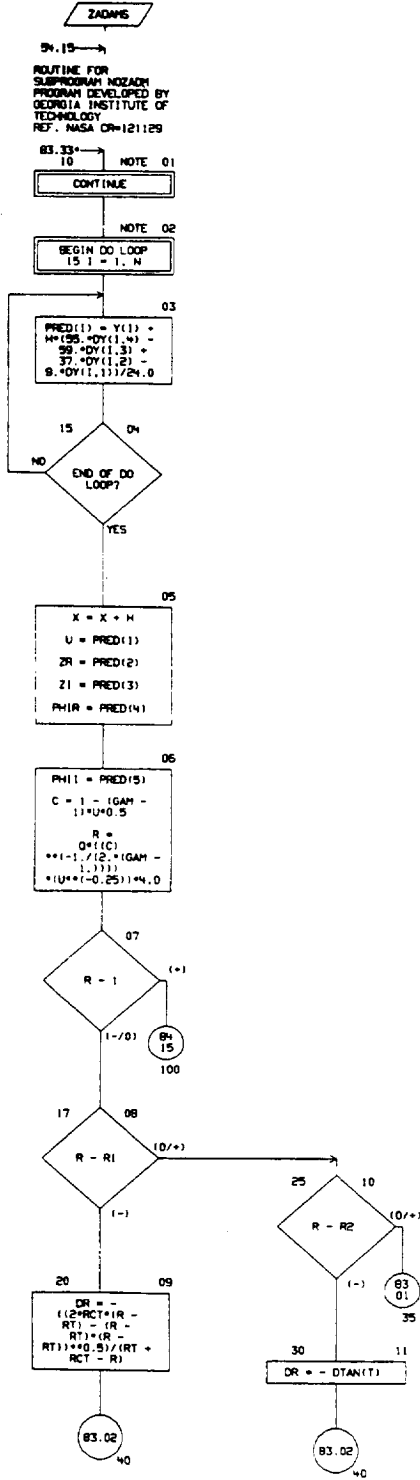 ZADAMS
94.15
ROUTINE FOR
SUBPROGRAM NOZADM
PROGRAM DEVELOPED BY
GEORGIA INSTITUTE OF
TECHNOLOGY
REF. NASA CR-121129
83.33*
10 NOTE 01
CONTINUE
NOTE 02
BEGIN DO LOOP
15 I = 1, N
03
PRED(I) = Y(I) +
H*(55.*DY(I,4) -
59.*DY(I,3) +
37.*DY(I,2) -
9.*DY(I,1))/24.0
15 04
NO
END OF DO
LOOP?
YES
05
X = X + H
U = PRED(1)
ZR = PRED(2)
ZI = PRED(3)
PHIR = PRED(4)
06
PHII = PRED(5)
C = 1 - (GAM -
1)*U*0.5
R =
Q*((C)
**(-1./(2.*(GAM -
1.))))
*(U**(-0.25))*4.0
07
R - 1
(+)
(-/0)
84
15
100
17 08
R - R1
(0/+)
(-)
25 10
R - R2
(0/+)
(-)
83
01
35
20 09
DR = -
((2*RCT*(R -
RT) - (R -
RT)*(R -
RT))**0.5)/(RT +
RCT - R)
30 11
DR = - DTAN(T)
83.02
40
83.02
40